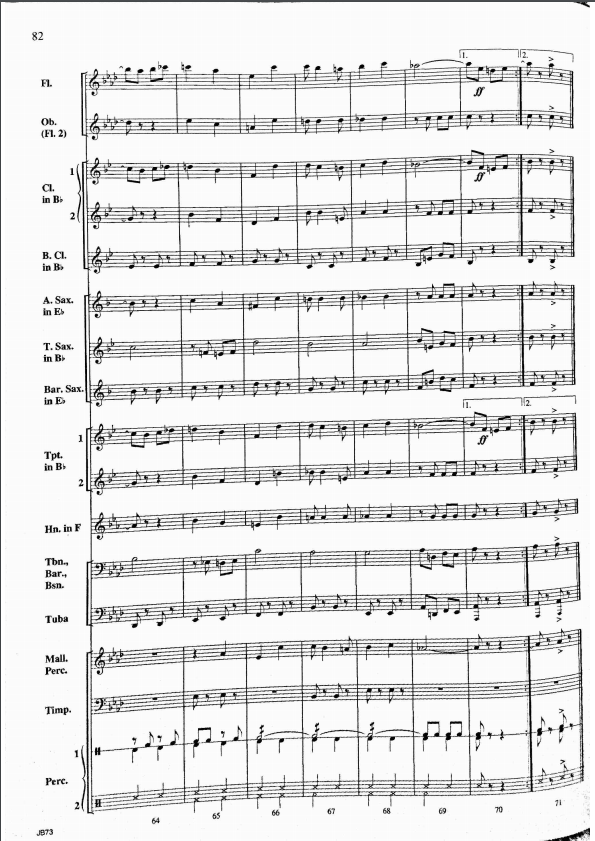 82
1. 2.
Fl.
ff
Ob.
(Fl. 2)
1
Cl.
in B♭
ff
2
B. Cl.
in B♭
A. Sax.
in E♭
T. Sax.
in B♭
Bar. Sax.
in E♭
1. 2.
1
Tpt.
in B♭
ff
2
Hn. in F
Tbn.,
Bar.,
Bsn.
Tuba
Mall.
Perc.
Timp.
1
Perc.
2
64 65 66 67 68 69 70 71
JB73